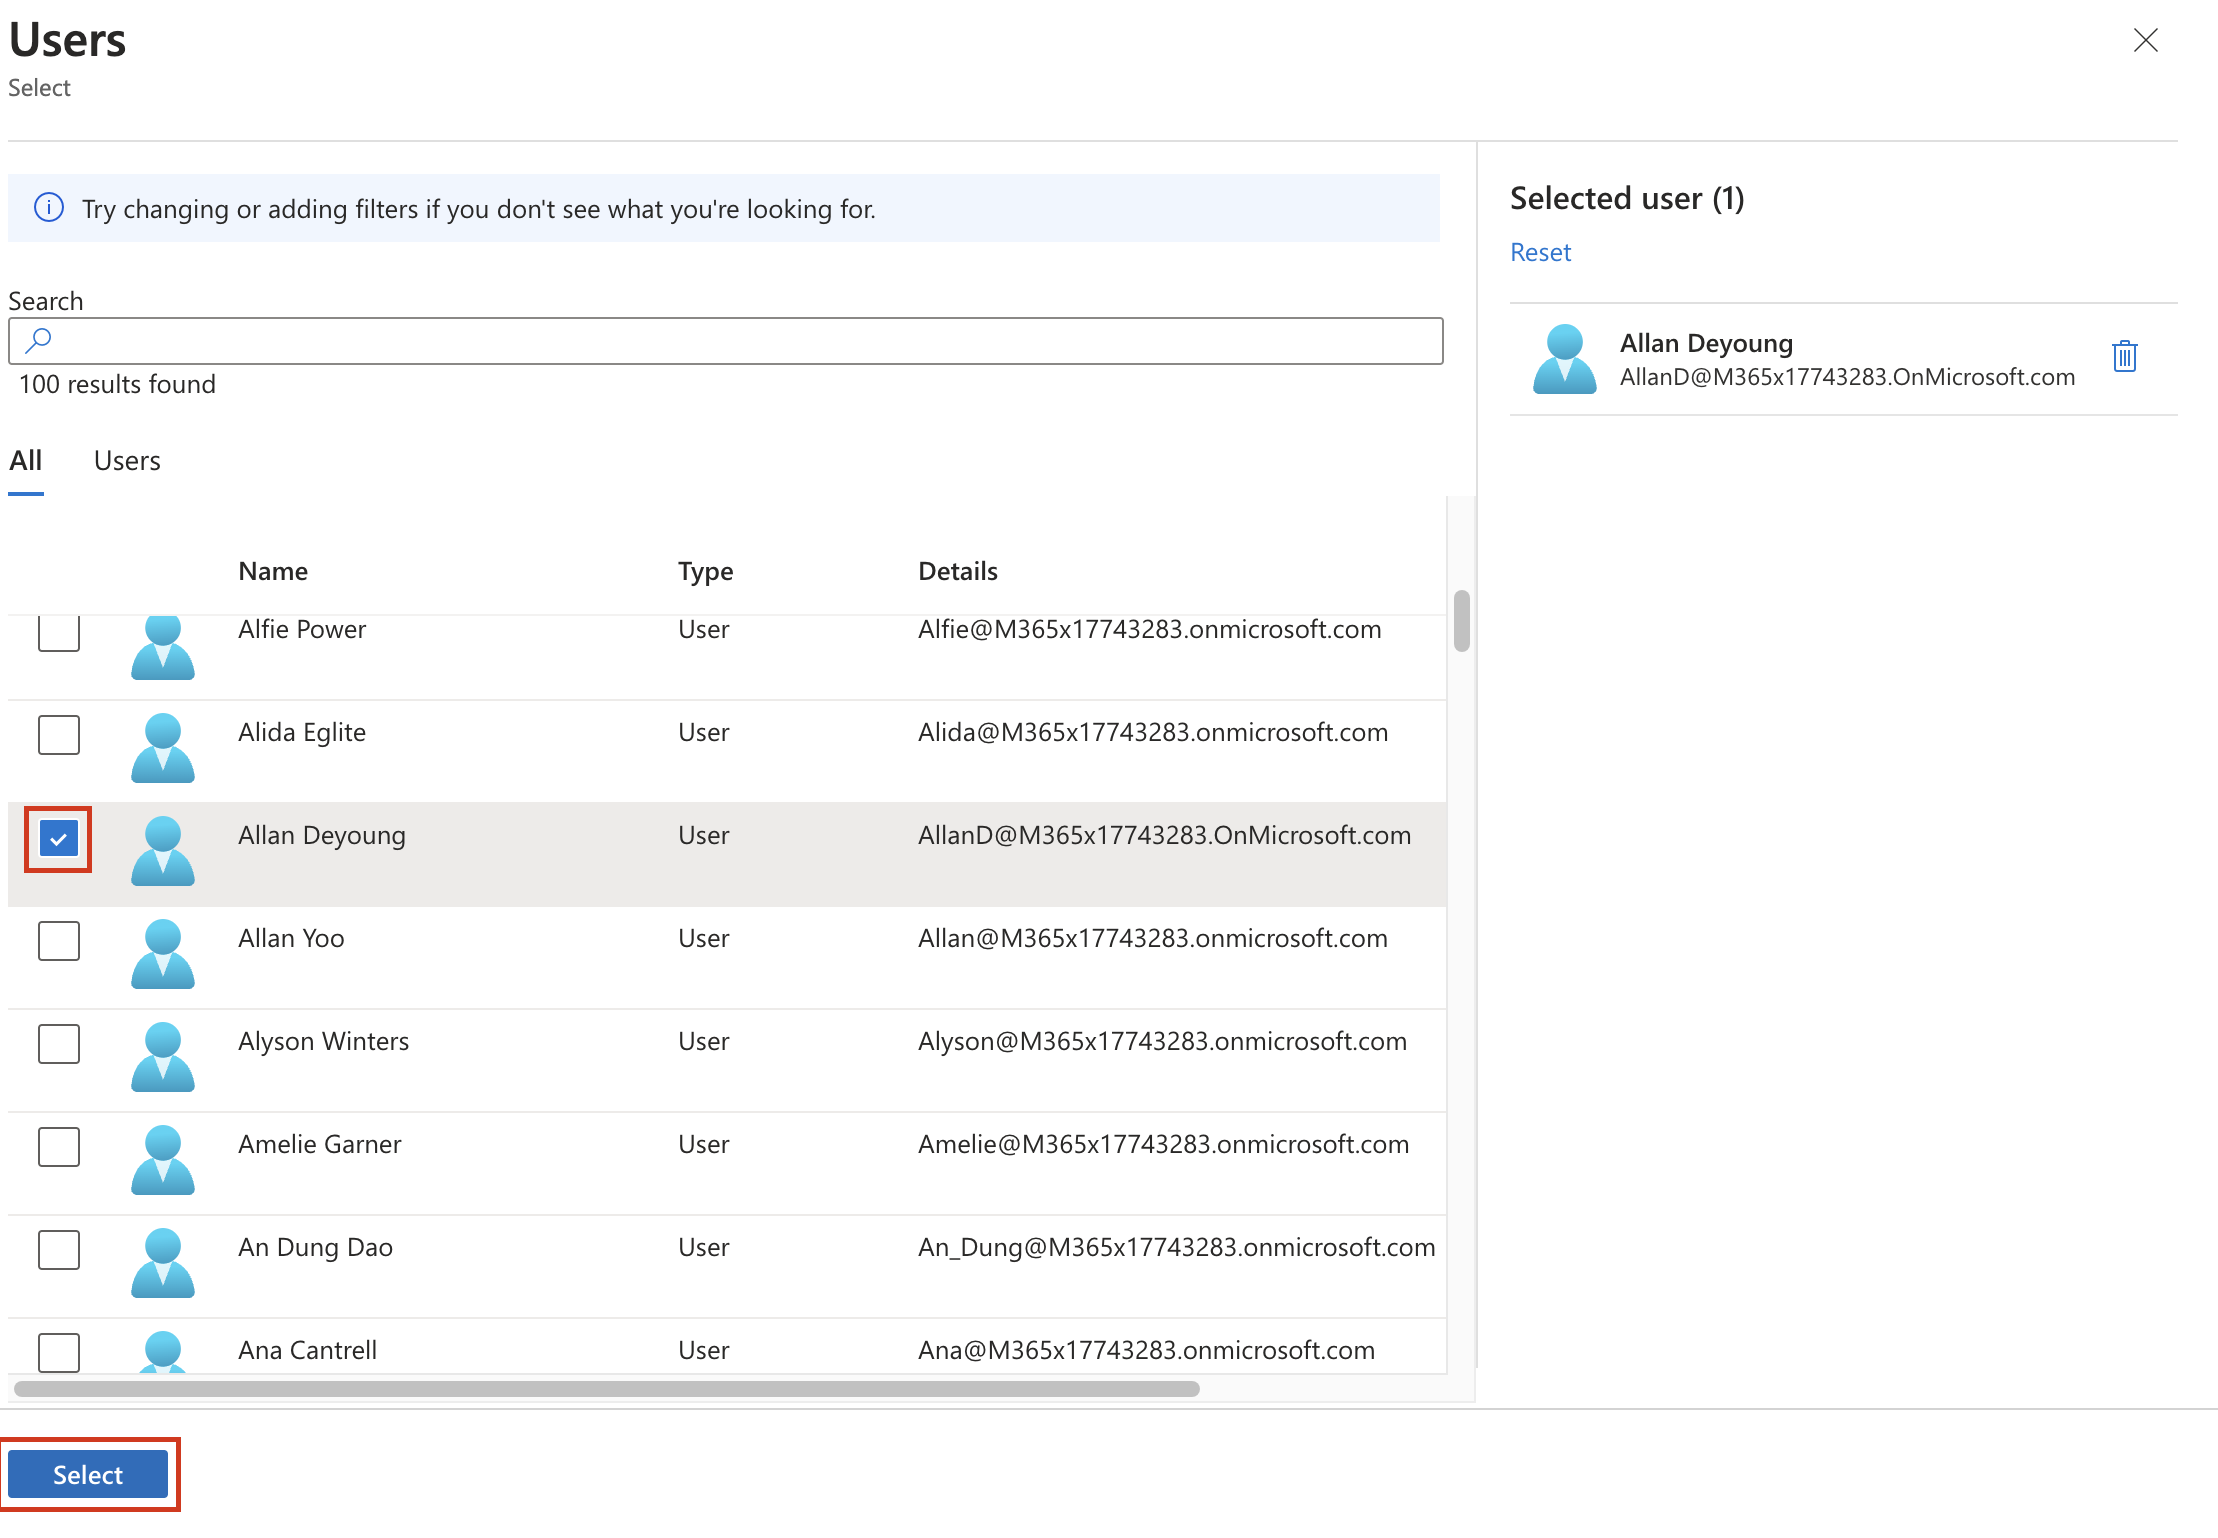 Users
Select
Try changing or adding filters if you don't see what you're looking for.
Search
100 results found
All Users
Name Type Details
Alfie Power User Alfie@M365x17743283.onmicrosoft.com
Alida Eglite User Alida@M365x17743283.onmicrosoft.com
Allan Deyoung User AllanD@M365x17743283.OnMicrosoft.com
Allan Yoo User Allan@M365x17743283.onmicrosoft.com
Alyson Winters User Alyson@M365x17743283.onmicrosoft.com
Amelie Garner User Amelie@M365x17743283.onmicrosoft.com
An Dung Dao User An_Dung@M365x17743283.onmicrosoft.com
Ana Cantrell User Ana@M365x17743283.onmicrosoft.com
Selected user (1)
Reset
Allan Deyoung
AllanD@M365x17743283.OnMicrosoft.com
Select